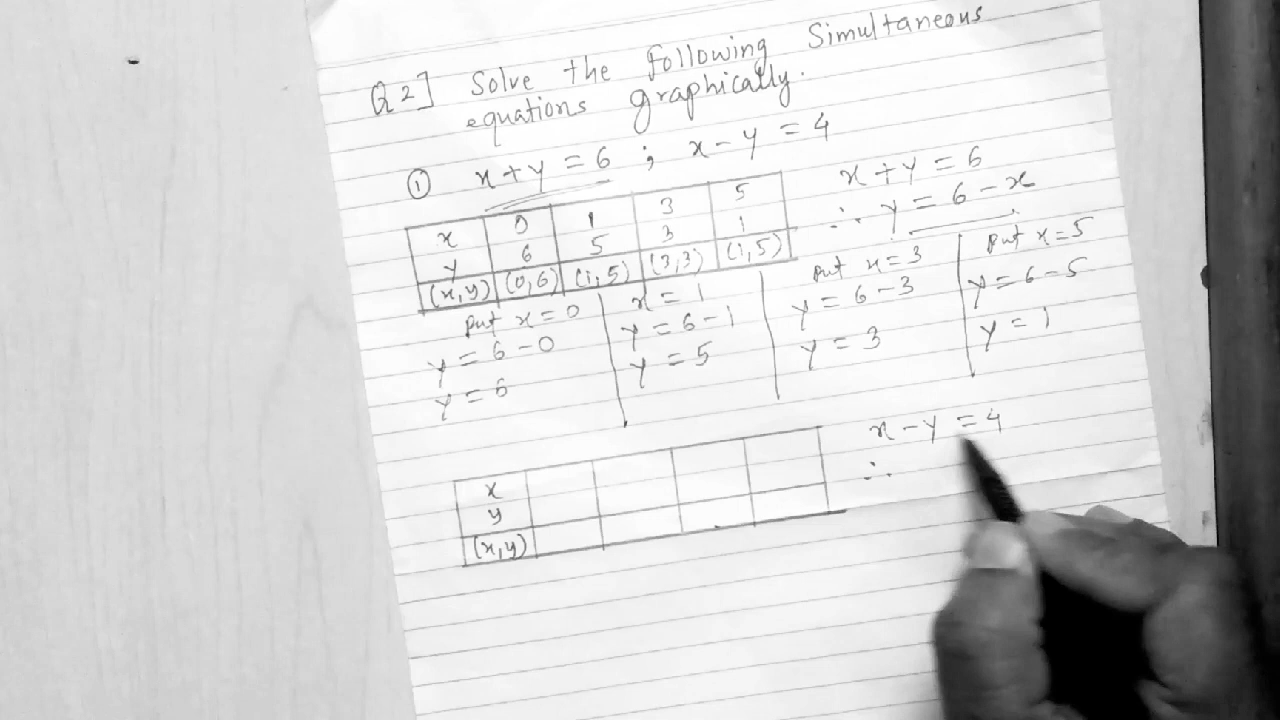 Q2] Solve the following Simultaneous
equations graphically.
① x + y = 6 ; x - y = 4
x 0 1 3 5
y 6 5 3 1
(x,y) (0,6) (1,5) (3,3) (1,5)
x + y = 6
∴ y = 6 - x
put x = 0
y = 6 - 0
y = 6
x = 1
y = 6 - 1
y = 5
put x = 3
y = 6 - 3
y = 3
put x = 5
y = 6 - 5
y = 1
x - y = 4
∴
x
y
(x,y)